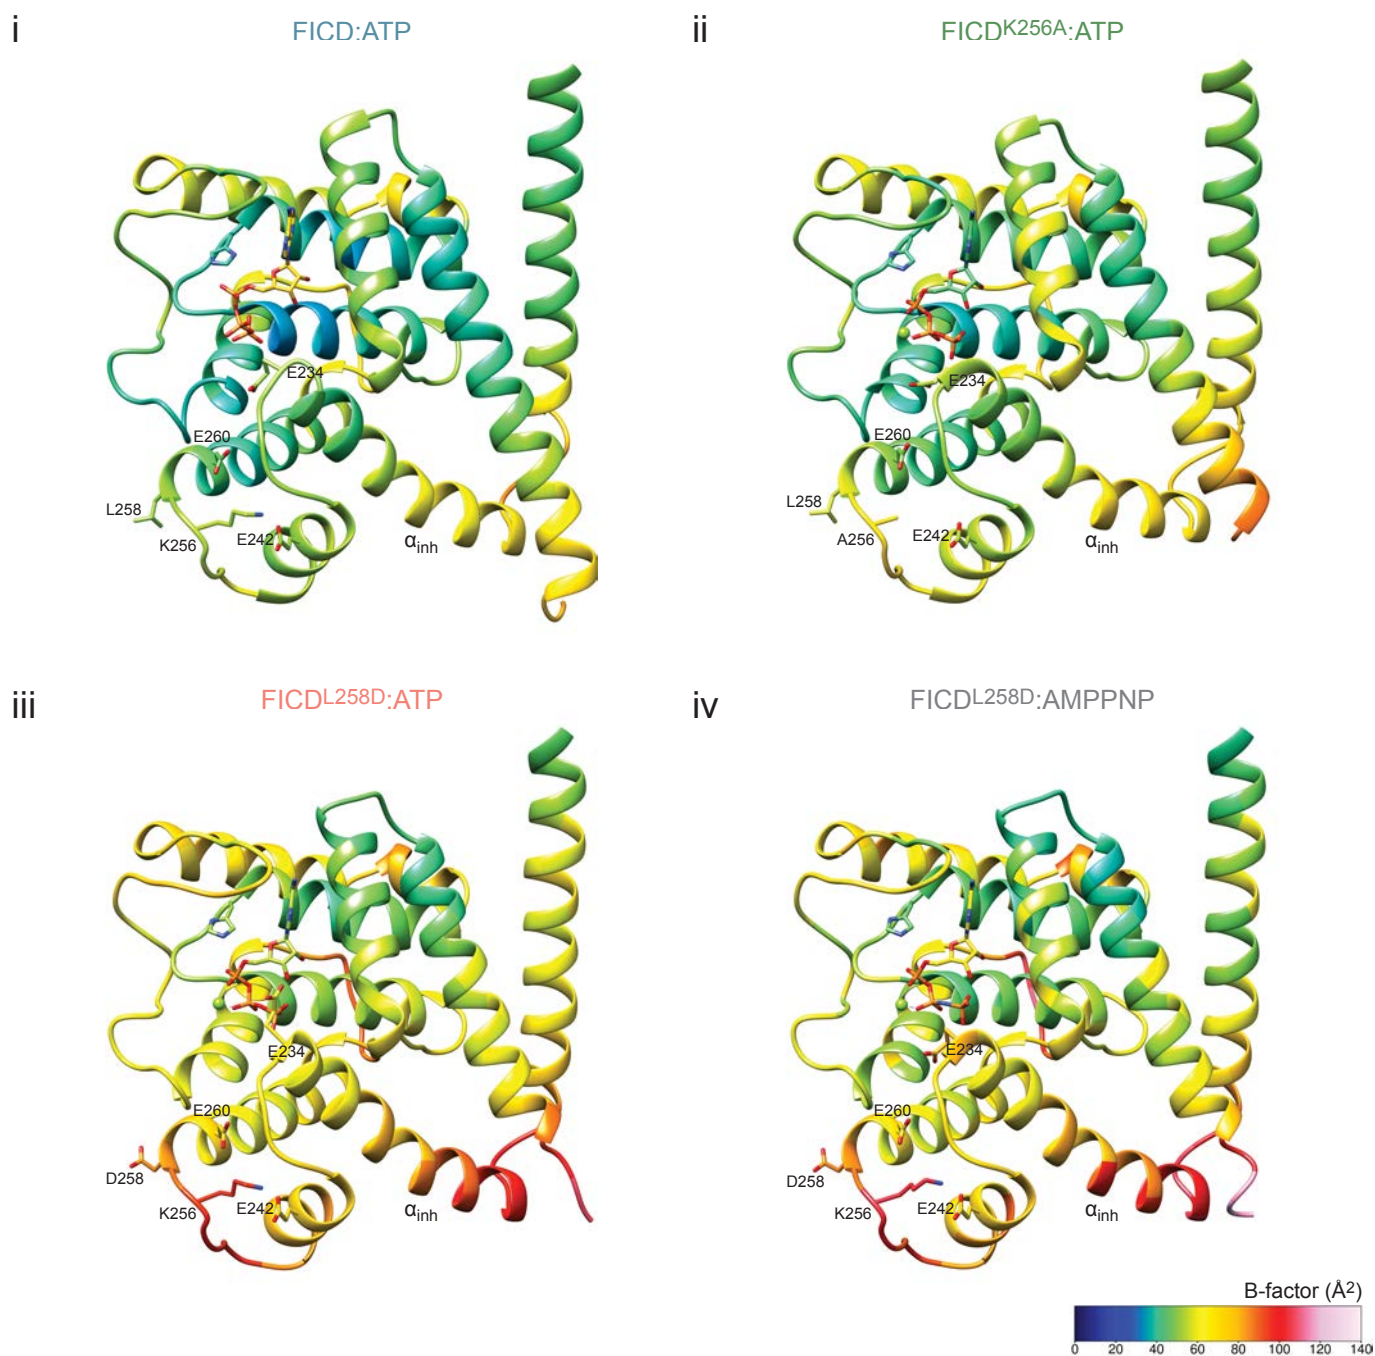 i
FICD:ATP
ii
FICDK256A:ATP
E234
E260
L258
K256
E242
αinh
E234
E260
L258
A256
E242
αinh
iii
FICDL258D:ATP
iv
FICDL258D:AMPPNP
E234
E260
D258
K256
E242
αinh
E234
E260
D258
K256
E242
αinh
B-factor (Å2)
0 20 40 60 80 100 120 140